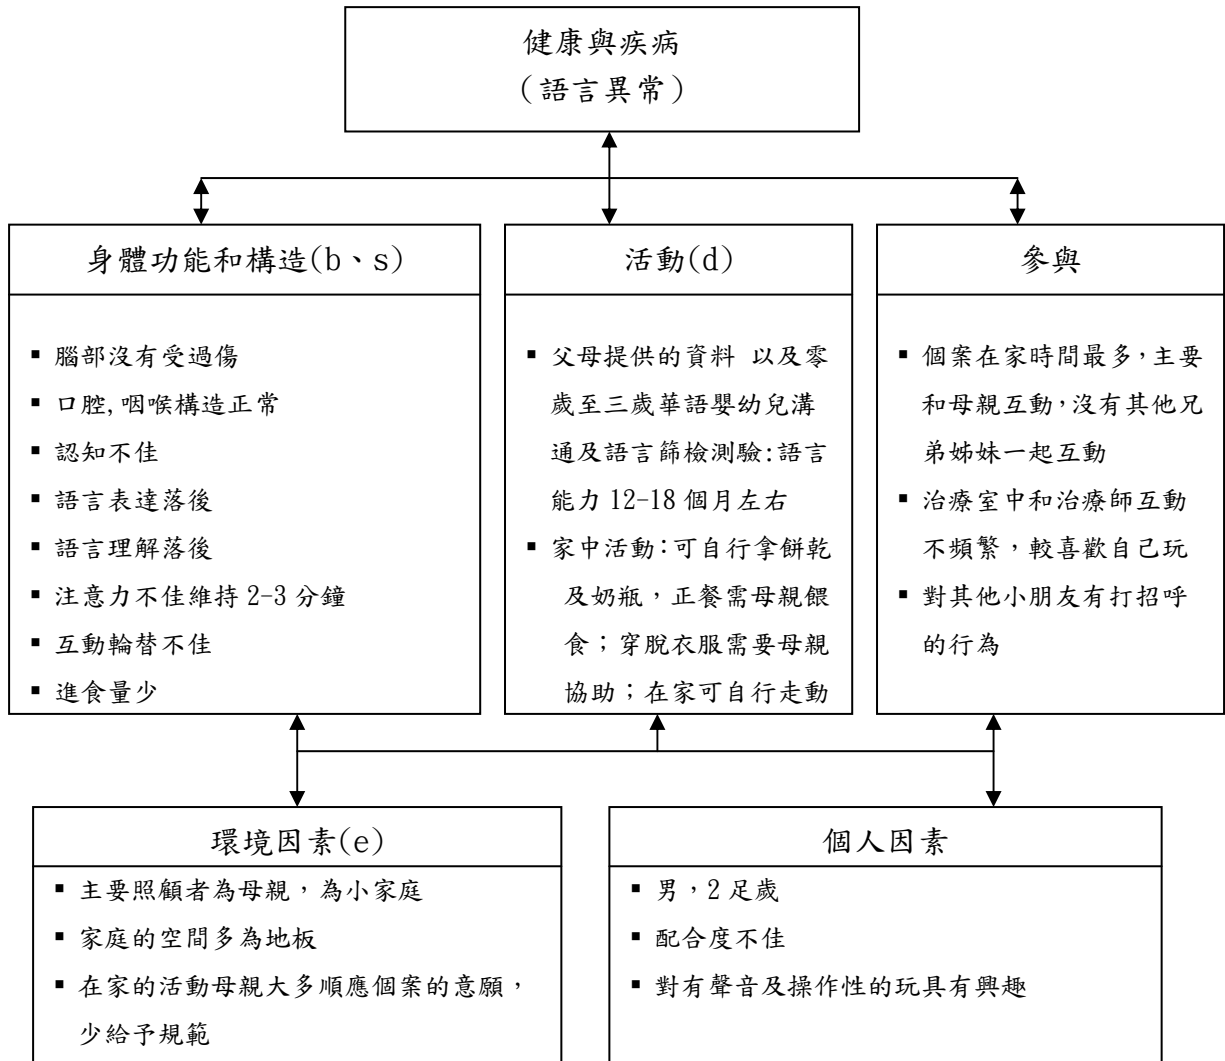 健康與疾病
(語言異常)
身體功能和構造(b、s)
▪ 腦部沒有受過傷
▪ 口腔,咽喉構造正常
▪ 認知不佳
▪ 語言表達落後
▪ 語言理解落後
▪ 注意力不佳維持 2-3 分鐘
▪ 互動輪替不佳
▪ 進食量少
活動(d)
▪ 父母提供的資料 以及零
歲至三歲華語嬰幼兒溝
通及語言篩檢測驗:語言
能力 12-18 個月左右
▪ 家中活動:可自行拿餅乾
及奶瓶,正餐需母親餵
食;穿脫衣服需要母親
協助;在家可自行走動
參與
▪ 個案在家時間最多,主要
和母親互動,沒有其他兄
弟姊妹一起互動
▪ 治療室中和治療師互動
不頻繁,較喜歡自己玩
▪ 對其他小朋友有打招呼
的行為
環境因素(e)
▪ 主要照顧者為母親,為小家庭
▪ 家庭的空間多為地板
▪ 在家的活動母親大多順應個案的意願,
少給予規範
個人因素
▪ 男,2 足歲
▪ 配合度不佳
▪ 對有聲音及操作性的玩具有興趣